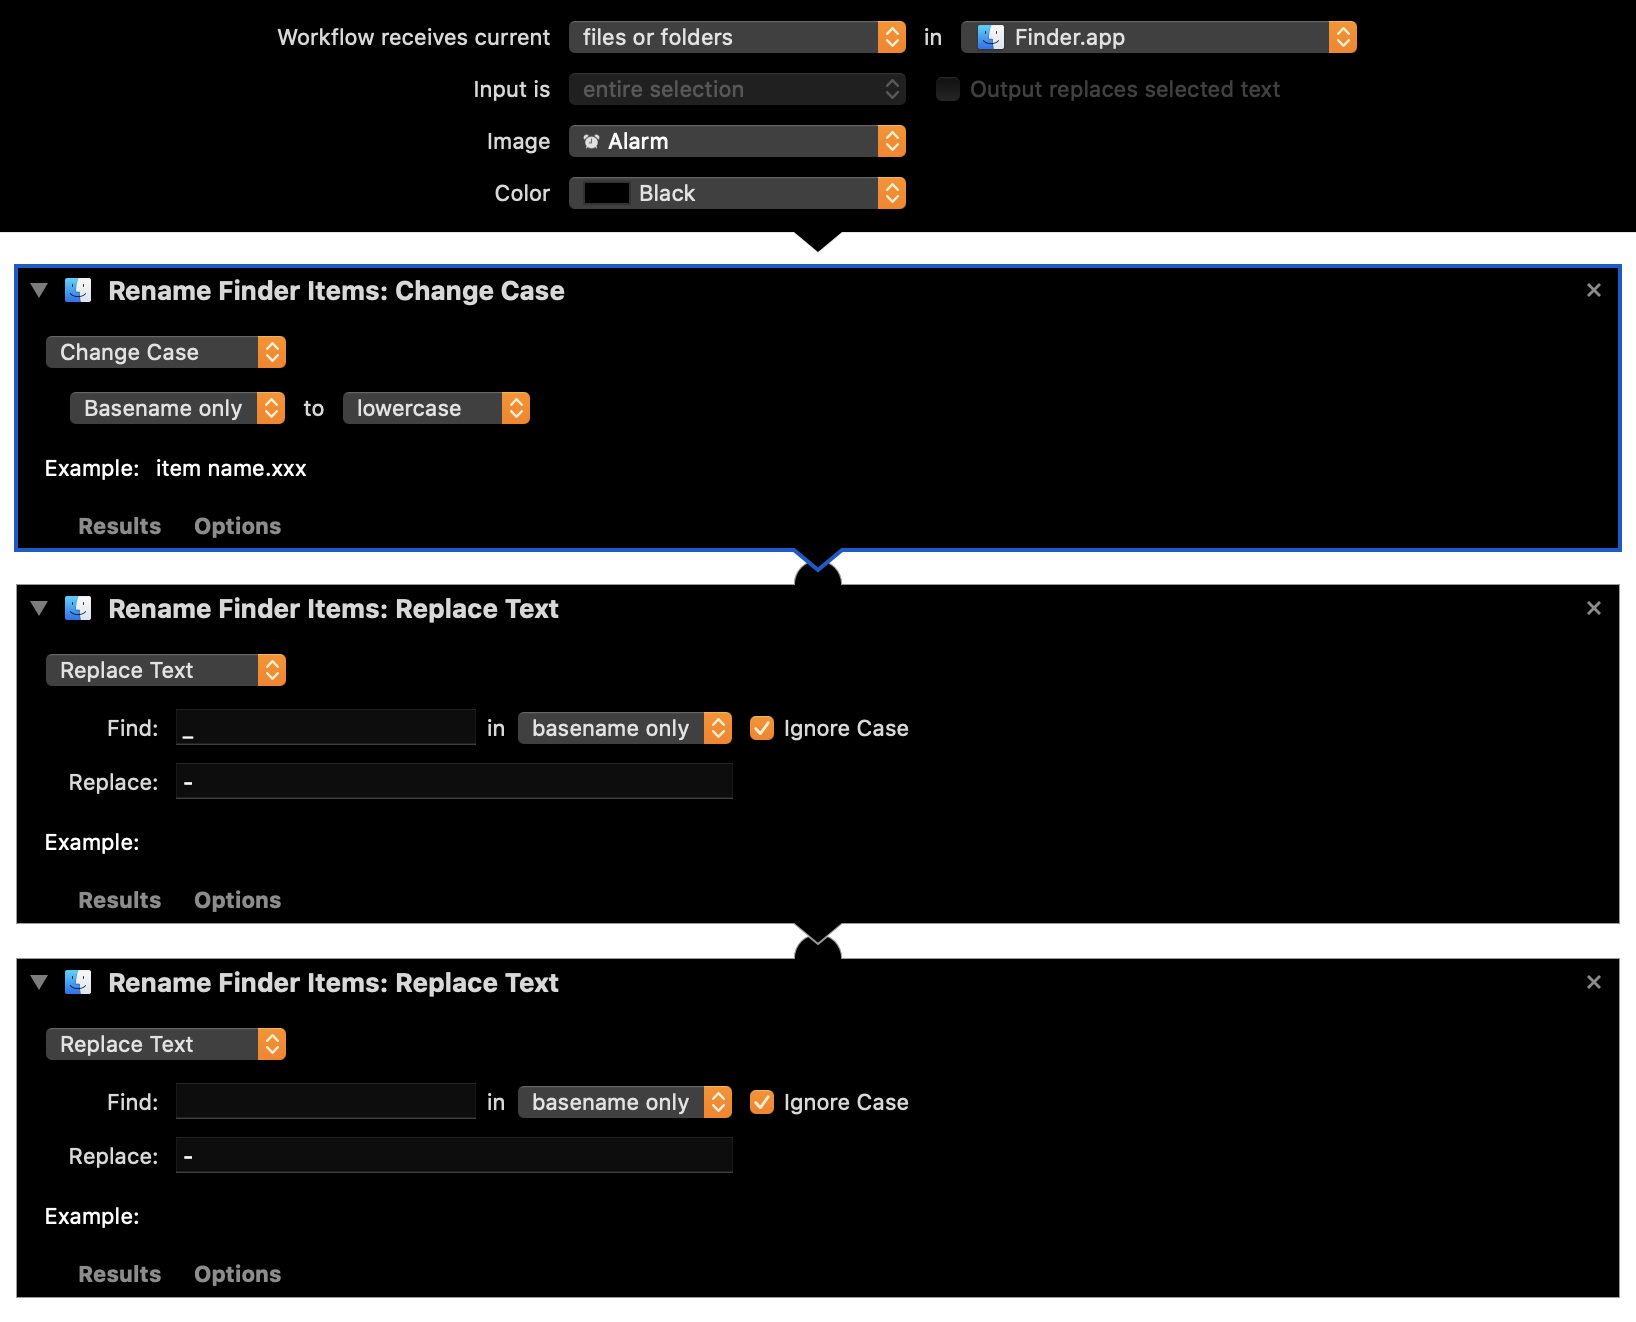 Workflow receives current files or folders in Finder.app
Input is entire selection Output replaces selected text
Image Alarm
Color Black
Rename Finder Items: Change Case
Change Case
Basename only to lowercase
Example: item name.xxx
Results Options
Rename Finder Items: Replace Text
Replace Text
Find: _ in basename only Ignore Case
Replace: -
Example:
Results Options
Rename Finder Items: Replace Text
Replace Text
Find: in basename only Ignore Case
Replace: -
Example:
Results Options